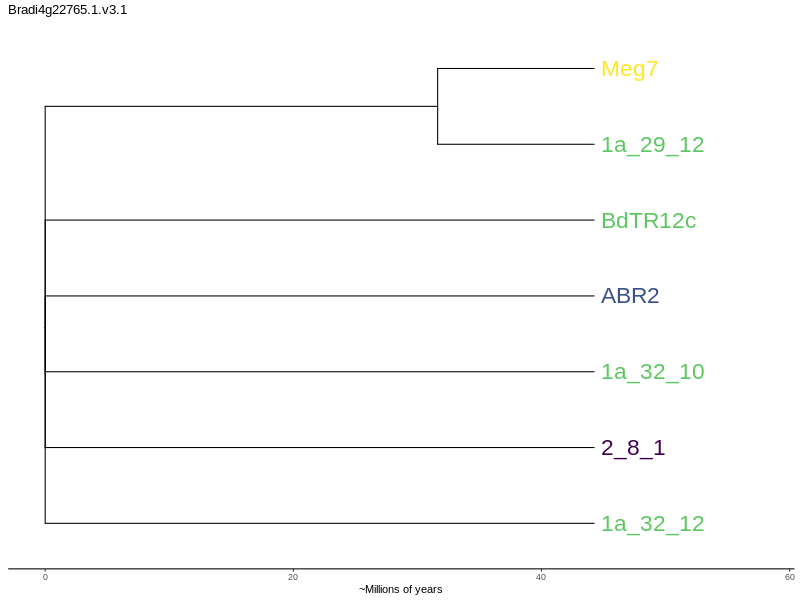 Bradi4g22765.1.v3.1
Meg7
1a_29_12
BdTR12c
ABR2
1a_32_10
2_8_1
1a_32_12
0 20 40 60
~Millions of years